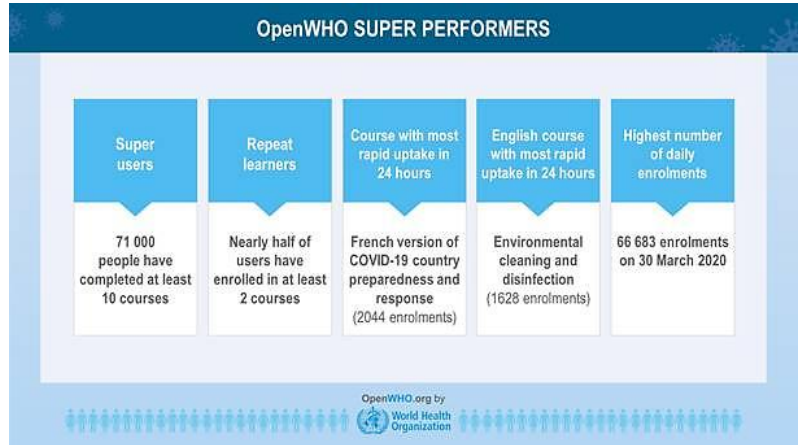 OpenWHO SUPER PERFORMERS
Super
users
71 000
people have
completed at least
10 courses
Repeat
learners
Nearly half of
users have
enrolled in at least
2 courses
Course with most
rapid uptake in
24 hours
French version of
COVID-19 country
preparedness and
response
(2044 enrolments)
English course
with most rapid
uptake in 24 hours
Environmental
cleaning and
disinfection
(1628 enrolments)
Highest number
of daily
enrolments
66 683 enrolments
on 30 March 2020
OpenWHO.org by
World Health
Organization